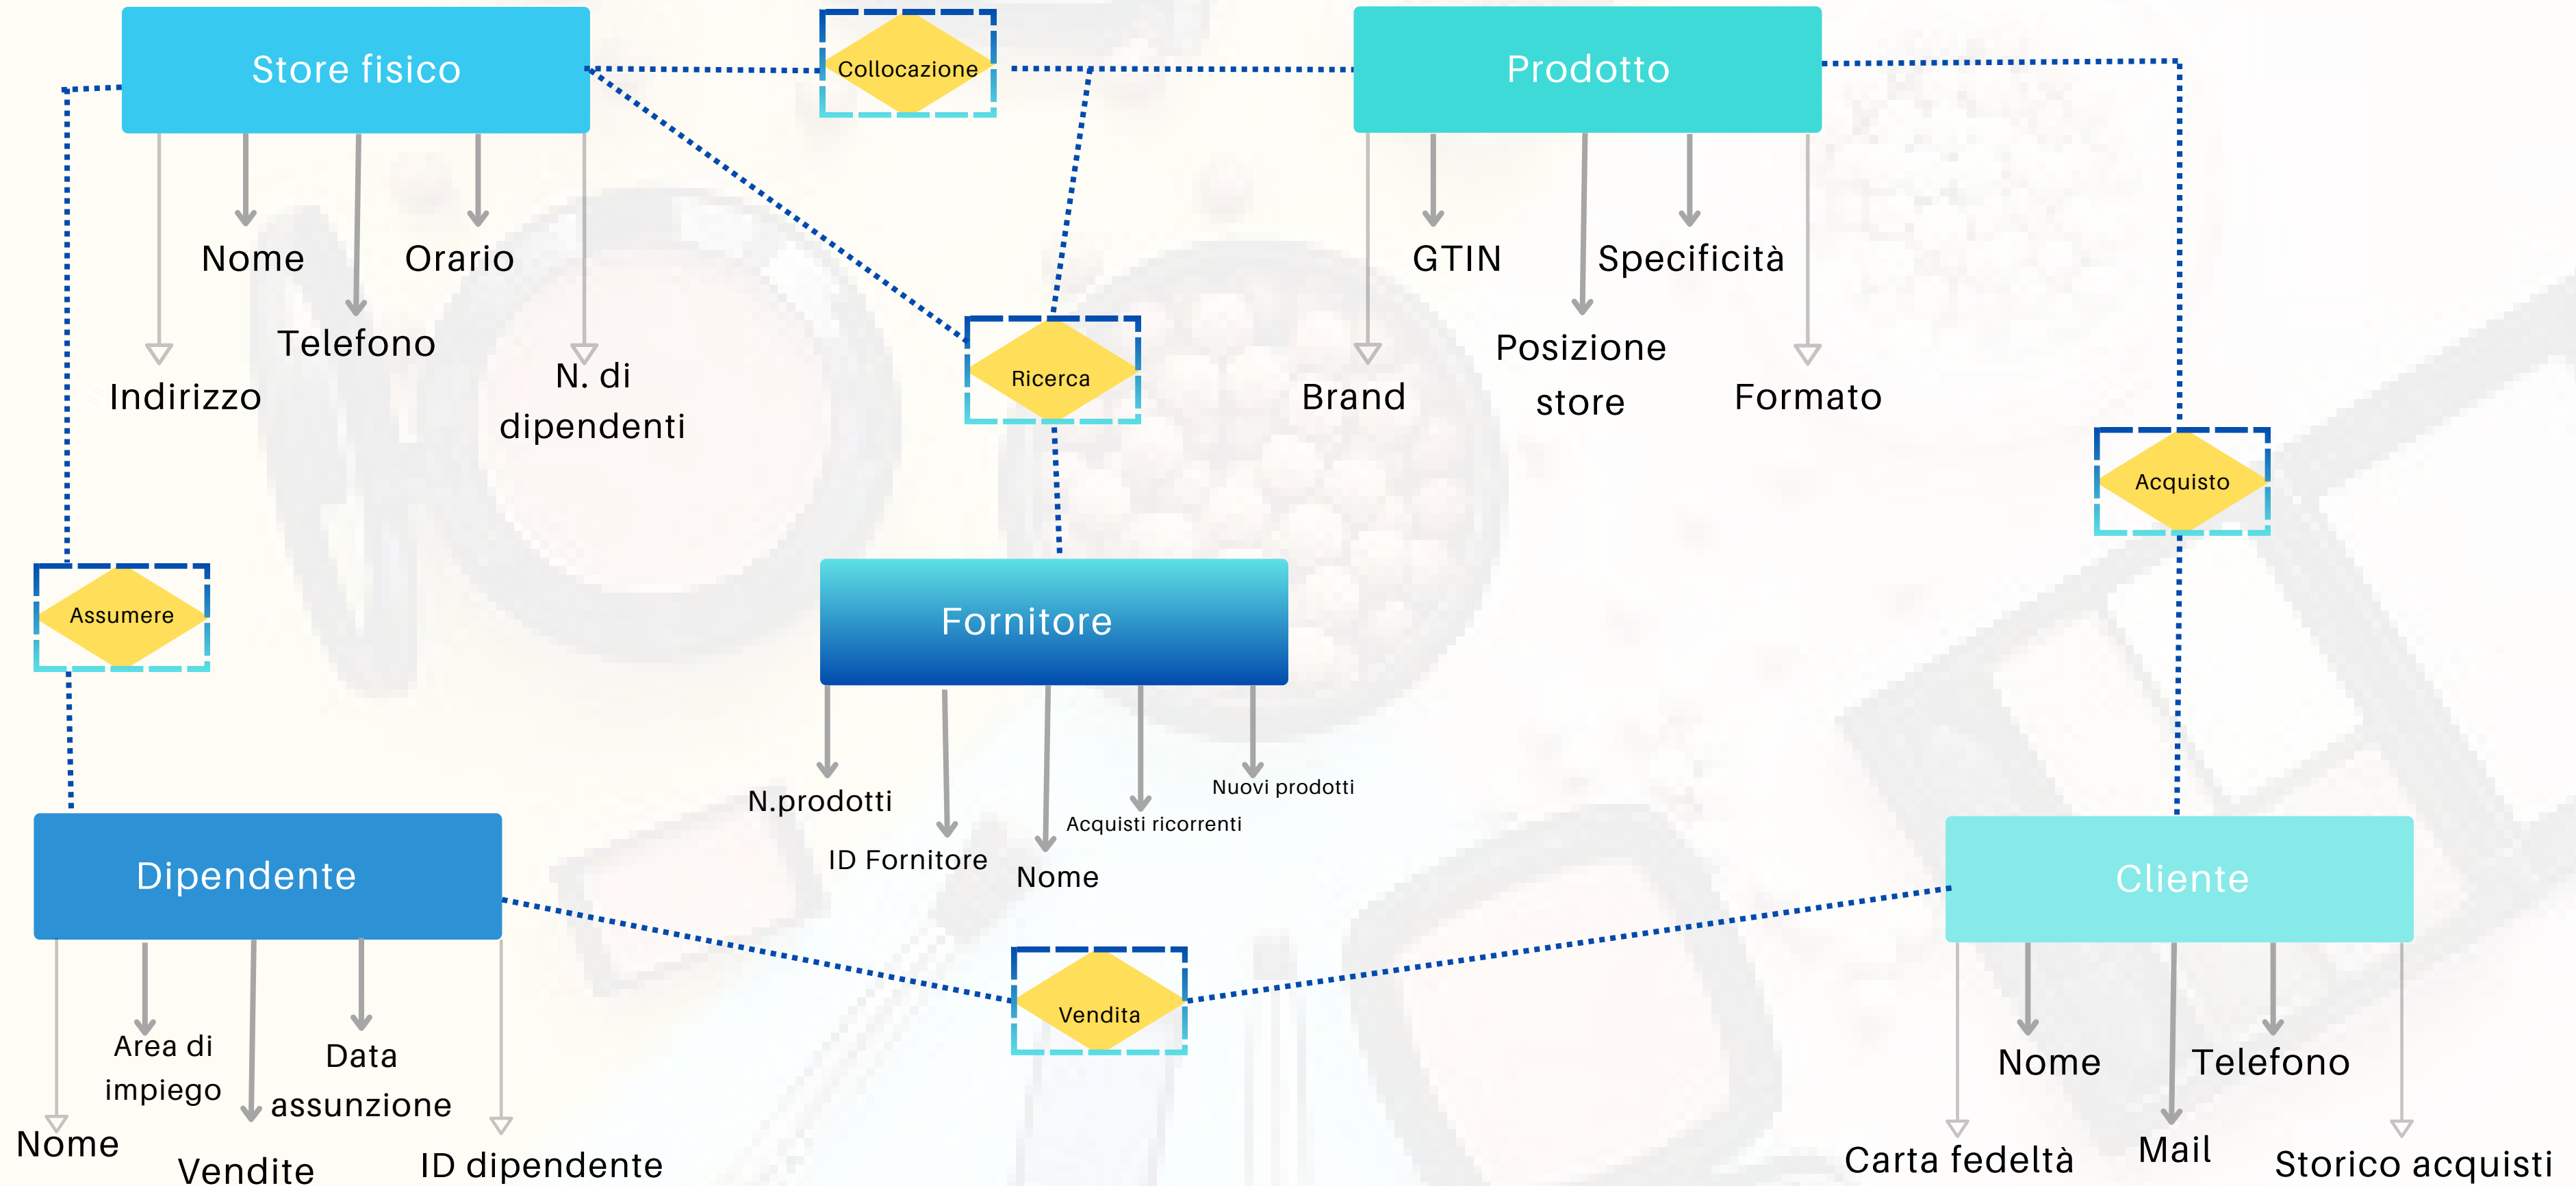 Store fisico
Collocazione
Prodotto
Nome
Orario
Telefono
Indirizzo
N. di
dipendenti
Ricerca
GTIN
Specificità
Posizione
store
Brand
Formato
Acquisto
Assumere
Fornitore
N.prodotti
ID Fornitore
Nome
Acquisti ricorrenti
Nuovi prodotti
Dipendente
Cliente
Vendita
Nome
Area di
impiego
Vendite
Data
assunzione
ID dipendente
Carta fedeltà
Nome
Mail
Telefono
Storico acquisti